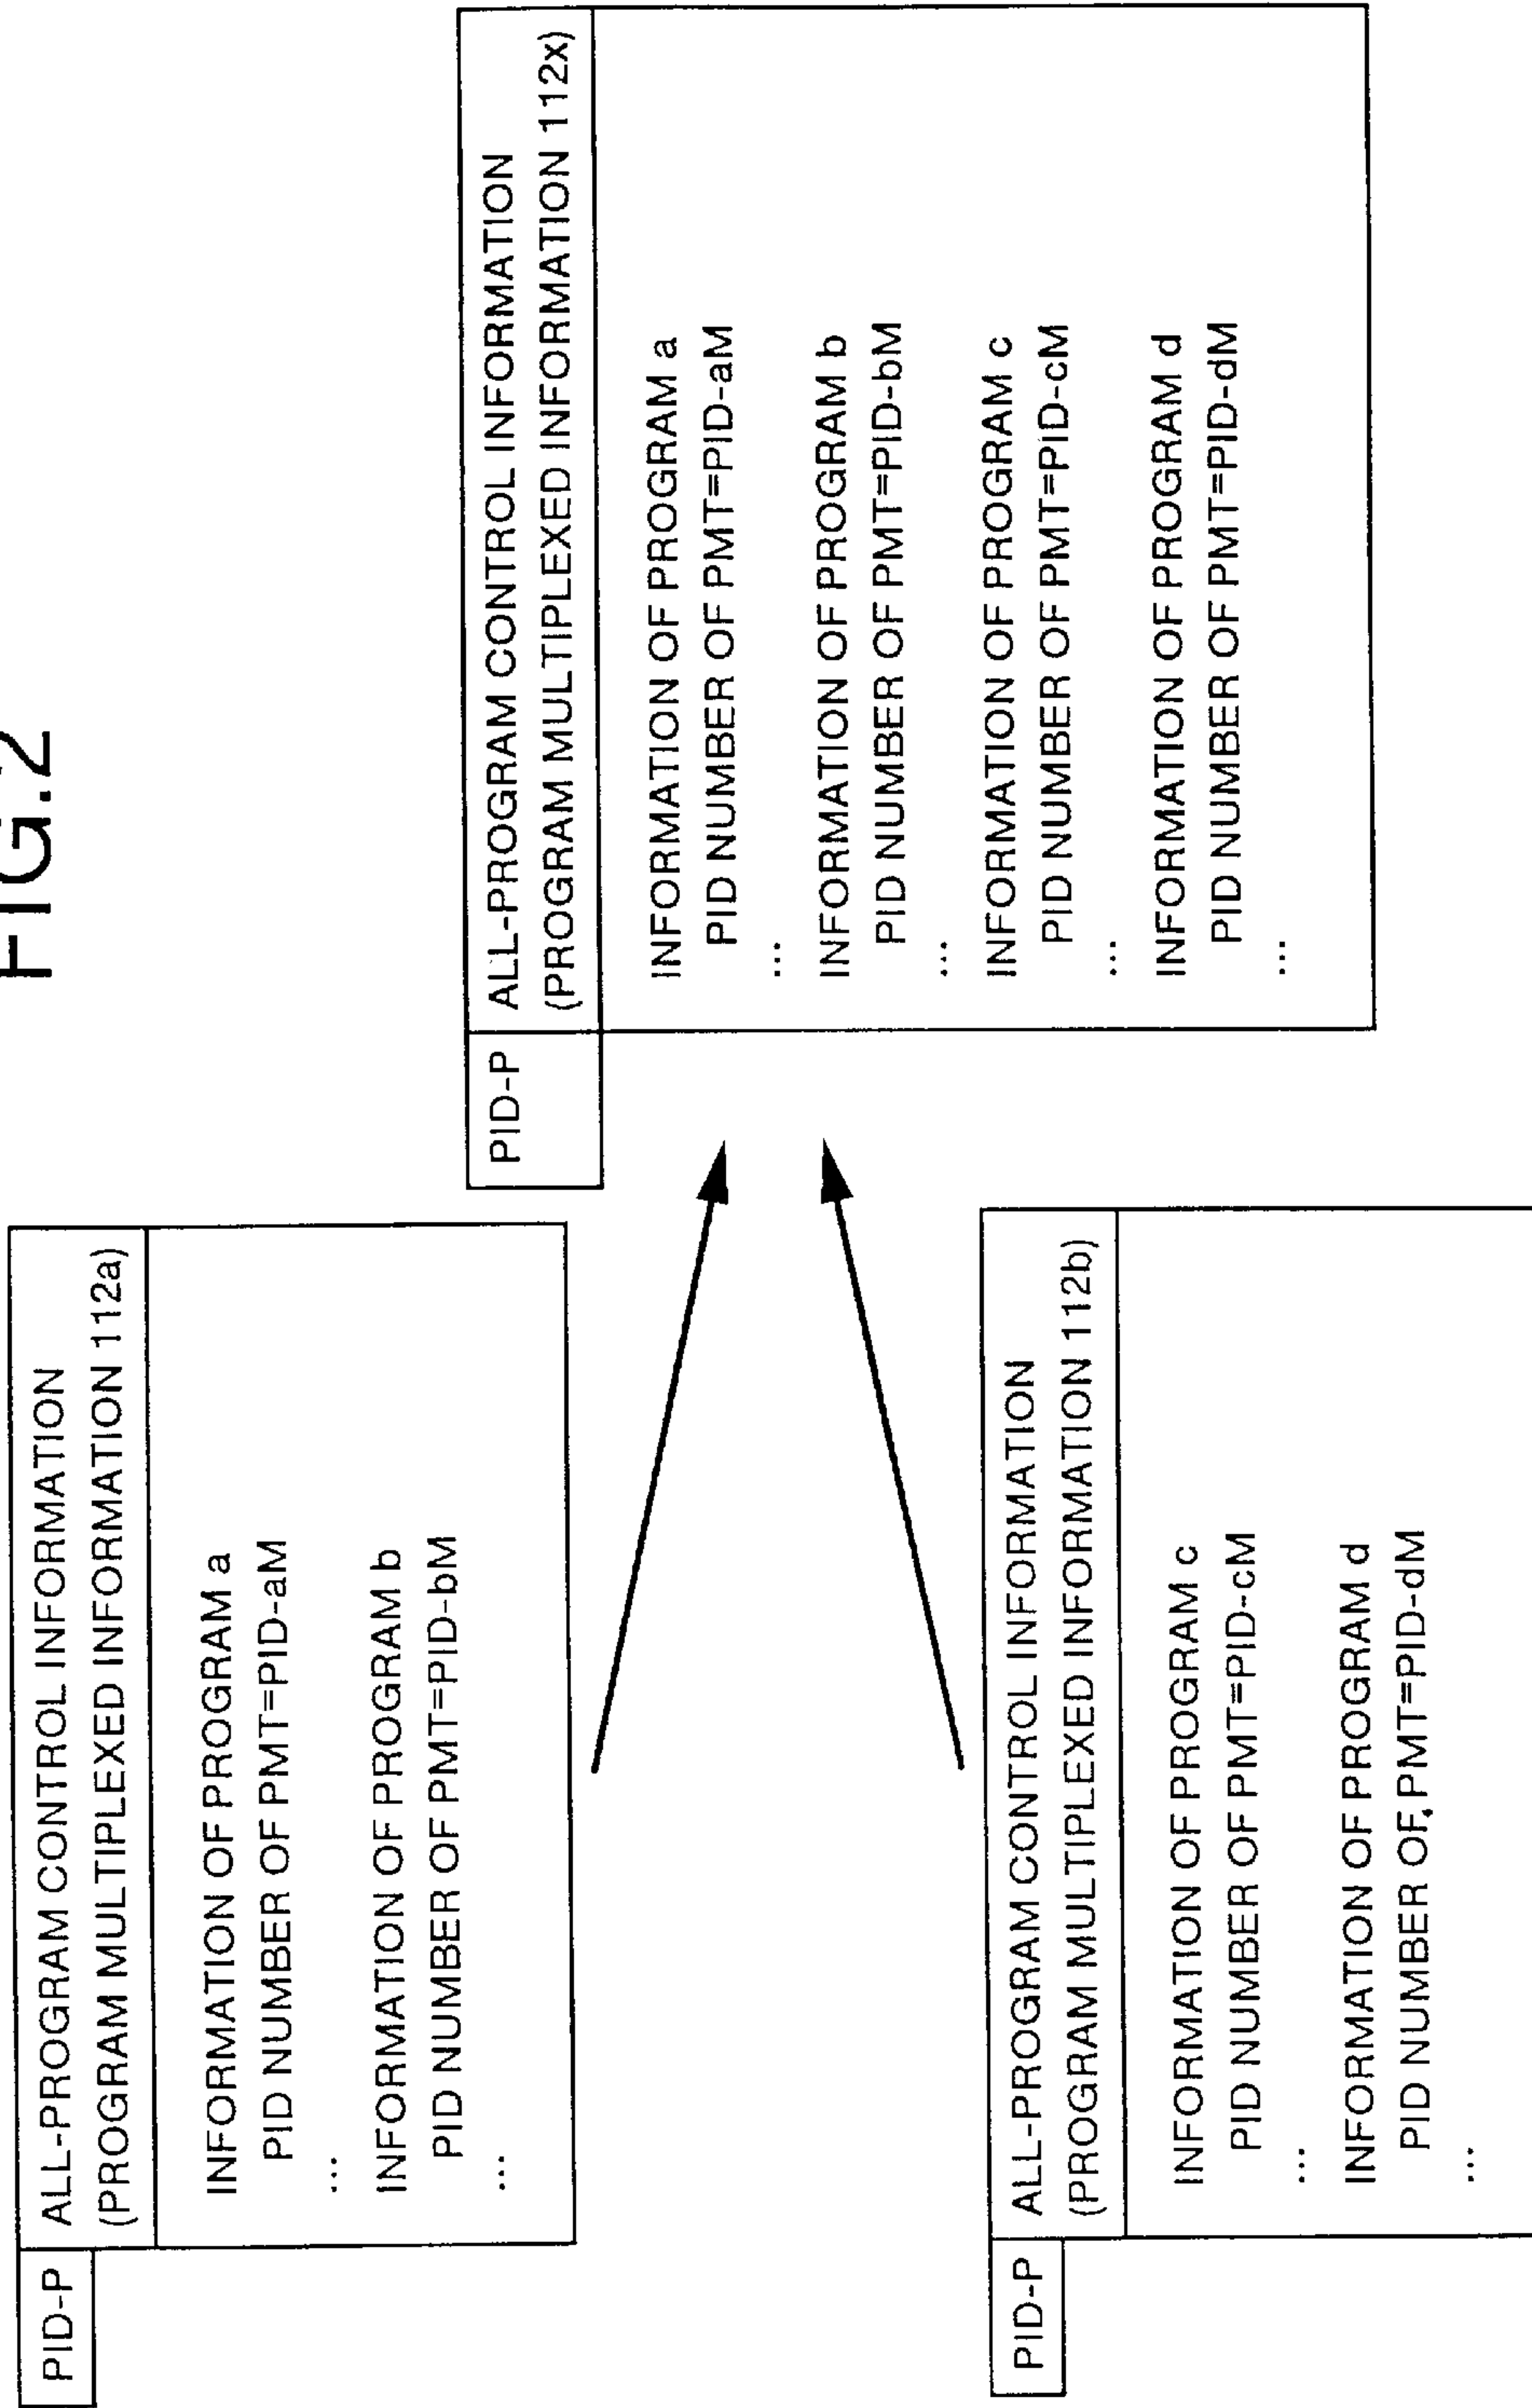 FIG.2
PID-P
ALL-PROGRAM CONTROL INFORMATION
(PROGRAM MULTIPLEXED INFORMATION 112a)
INFORMATION OF PROGRAM a
PID NUMBER OF PMT=PID-aM
...
INFORMATION OF PROGRAM b
PID NUMBER OF PMT=PID-bM
...
PID-P
ALL-PROGRAM CONTROL INFORMATION
(PROGRAM MULTIPLEXED INFORMATION 112b)
INFORMATION OF PROGRAM c
PID NUMBER OF PMT=PID-cM
...
INFORMATION OF PROGRAM d
PID NUMBER OF PMT=PID-dM
...
PID-P
ALL-PROGRAM CONTROL INFORMATION
(PROGRAM MULTIPLEXED INFORMATION 112x)
INFORMATION OF PROGRAM a
PID NUMBER OF PMT=PID-aM
...
INFORMATION OF PROGRAM b
PID NUMBER OF PMT=PID-bM
...
INFORMATION OF PROGRAM c
PID NUMBER OF PMT=PID-cM
...
INFORMATION OF PROGRAM d
PID NUMBER OF PMT=PID-dM
...